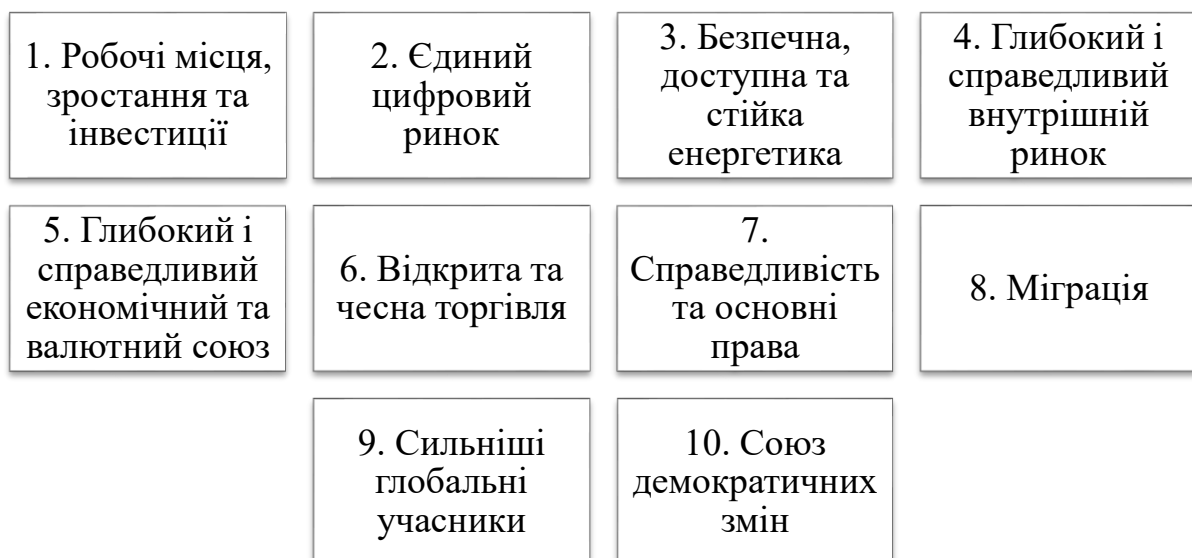 1. Робочі місця,
зростання та
інвестиції
2. Єдиний
цифровий
ринок
3. Безпечна,
доступна та
стійка
енергетика
4. Глибокий і
справедливий
внутрішній
ринок
5. Глибокий і
справедливий
економічний та
валютний союз
6. Відкрита та
чесна торгівля
7.
Справедливість
та основні
права
8. Міграція
9. Сильніші
глобальні
учасники
10. Союз
демократичних
змін